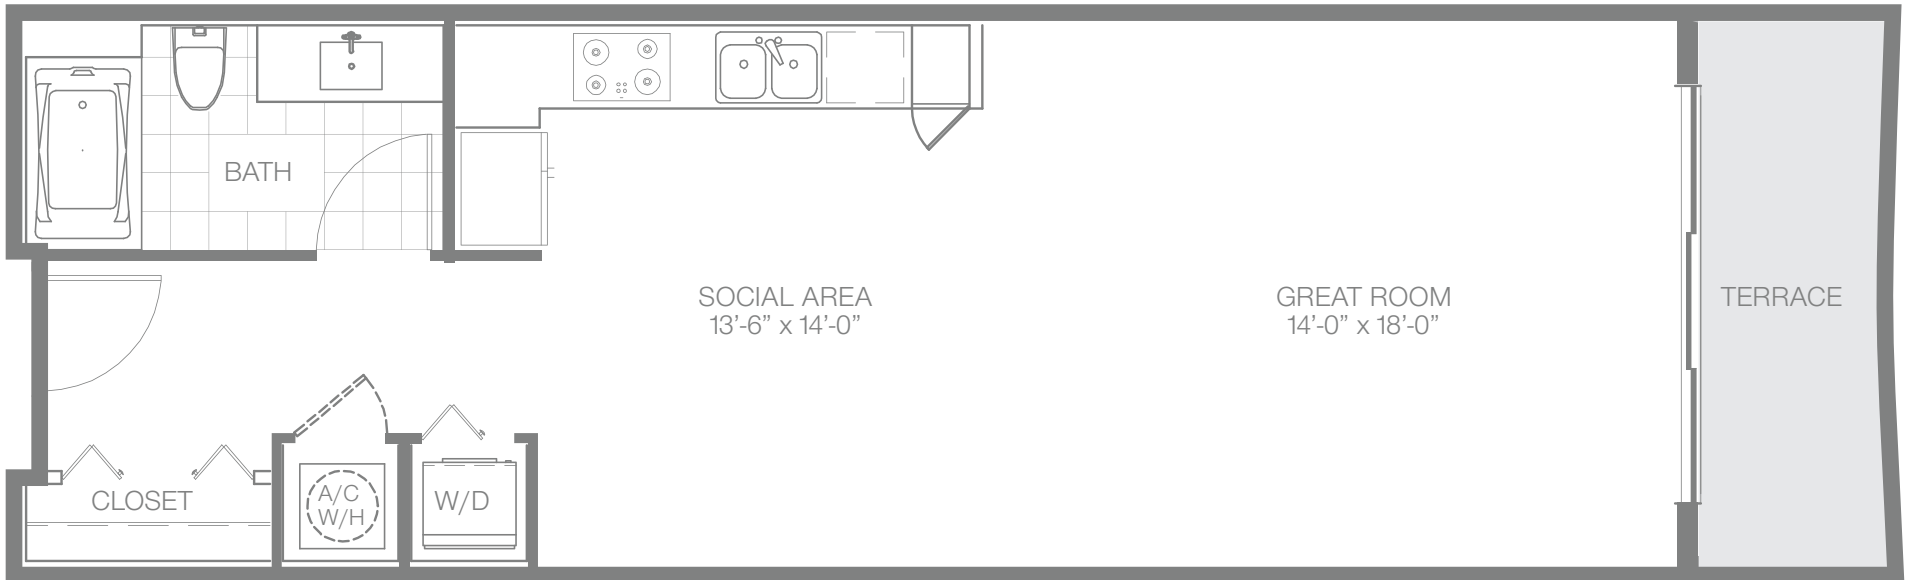 BATH
SOCIAL AREA
13’-6” x 14’-0”
GREAT ROOM
14’-0” x 18’-0”
TERRACE
CLOSET
A/C
W/H
W/D